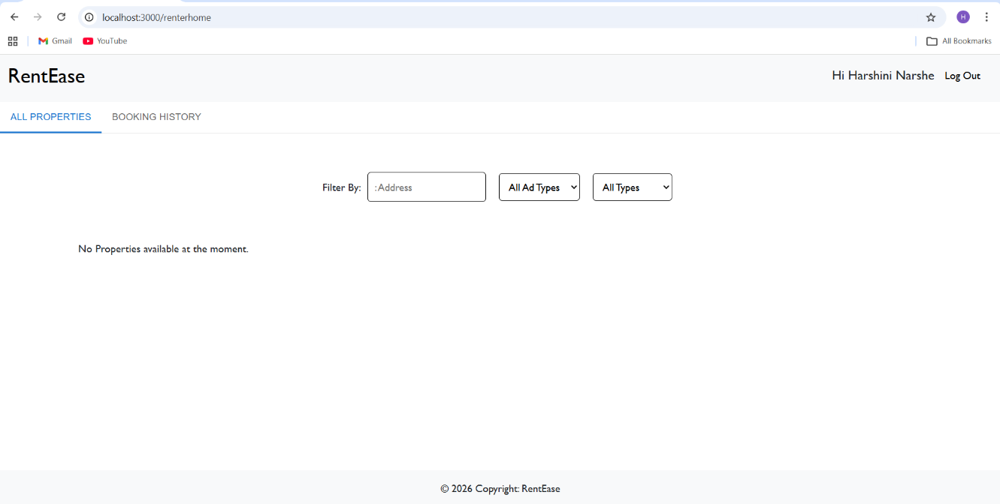 localhost:3000/renterhome
H
Gmail YouTube All Bookmarks
RentEase Hi Harshini Narshe Log Out
ALL PROPERTIES BOOKING HISTORY
Filter By: :Address All Ad Types All Types
No Properties available at the moment.
© 2026 Copyright: RentEase